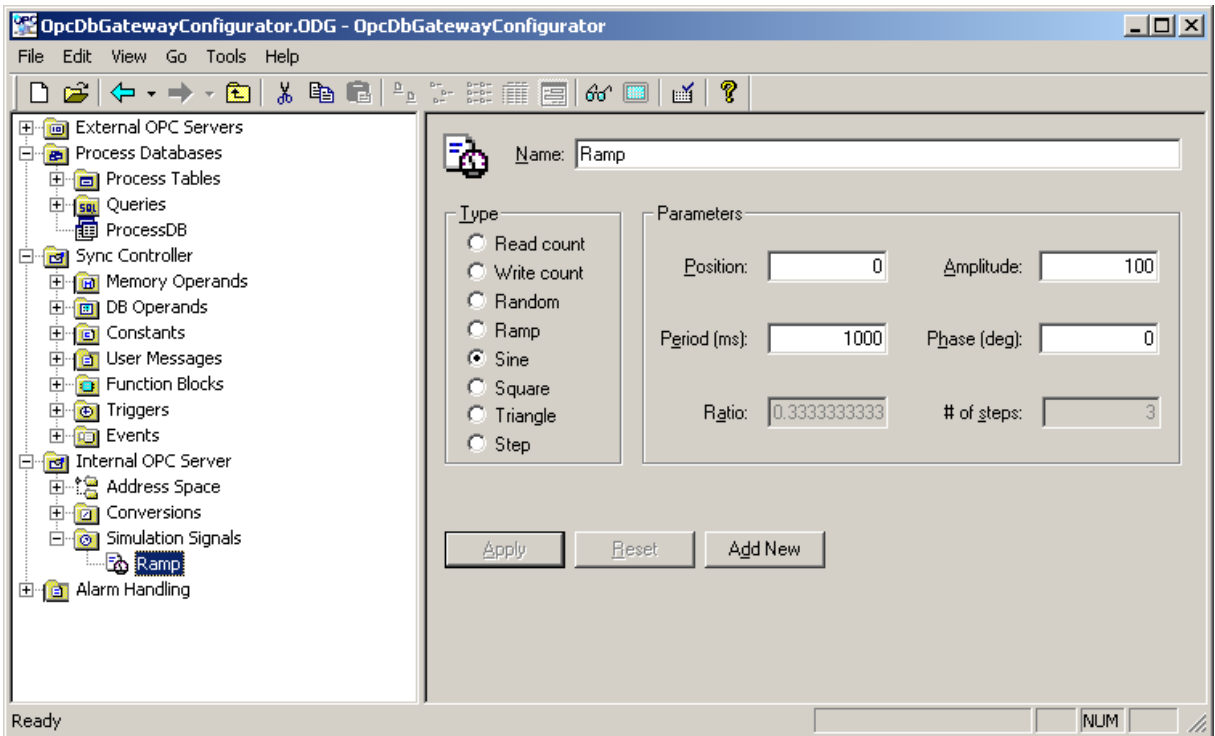 OpcDbGatewayConfigurator.ODG - OpcDbGatewayConfigurator
File Edit View Go Tools Help
External OPC Servers
Process Databases
Process Tables
Queries
ProcessDB
Sync Controller
Memory Operands
DB Operands
Constants
User Messages
Function Blocks
Triggers
Events
Internal OPC Server
Address Space
Conversions
Simulation Signals
Ramp
Alarm Handling
Name: Ramp
Type
Read count
Write count
Random
Ramp
Sine
Square
Triangle
Step
Parameters
Position: 0 Amplitude: 100
Period (ms): 1000 Phase (deg): 0
Ratio: 0.3333333333 # of steps: 3
Apply Reset Add New
Ready NUM